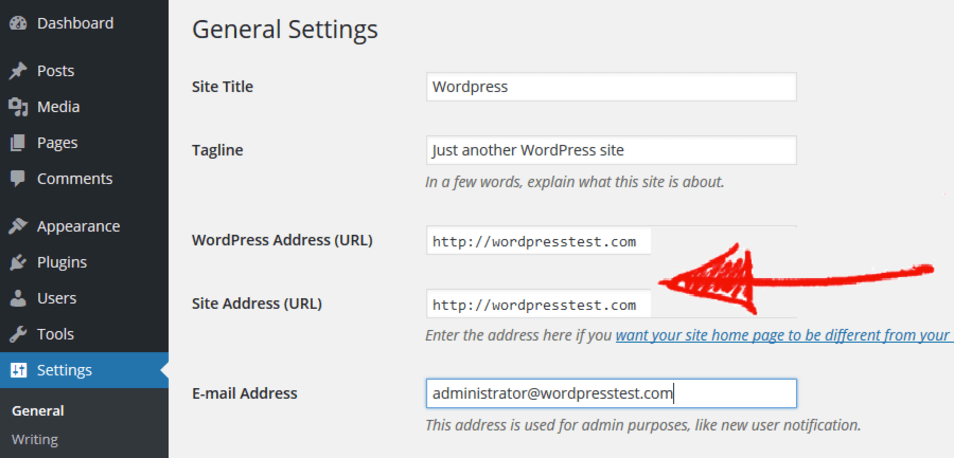 Dashboard
Posts
Media
Pages
Comments
Appearance
Plugins
Users
Tools
Settings
General
Writing
General Settings
Site Title
Wordpress
Tagline
Just another WordPress site
In a few words, explain what this site is about.
WordPress Address (URL)
http://wordpresstest.com
Site Address (URL)
http://wordpresstest.com
Enter the address here if you want your site home page to be different from your
E-mail Address
administrator@wordpresstest.com
This address is used for admin purposes, like new user notification.